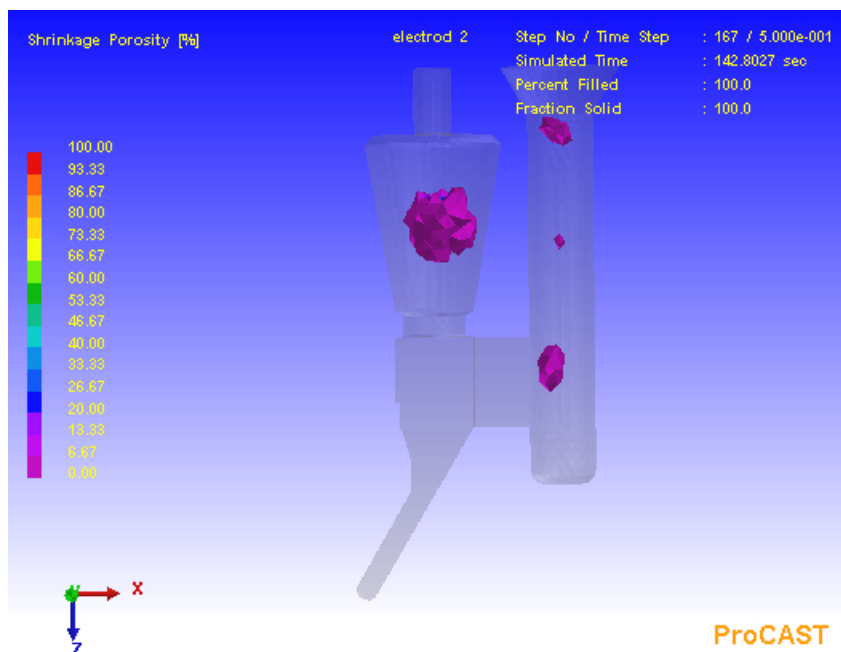 Shrinkage Porosity [%]
electrod 2
Step No / Time Step : 167 / 5.000e-001
Simulated Time : 142.8027 sec
Percent Filled : 100.0
Fraction Solid : 100.0
100.00
93.33
86.67
80.00
73.33
66.67
60.00
53.33
46.67
40.00
33.33
26.67
20.00
13.33
6.67
0.00
X
Z
ProCAST